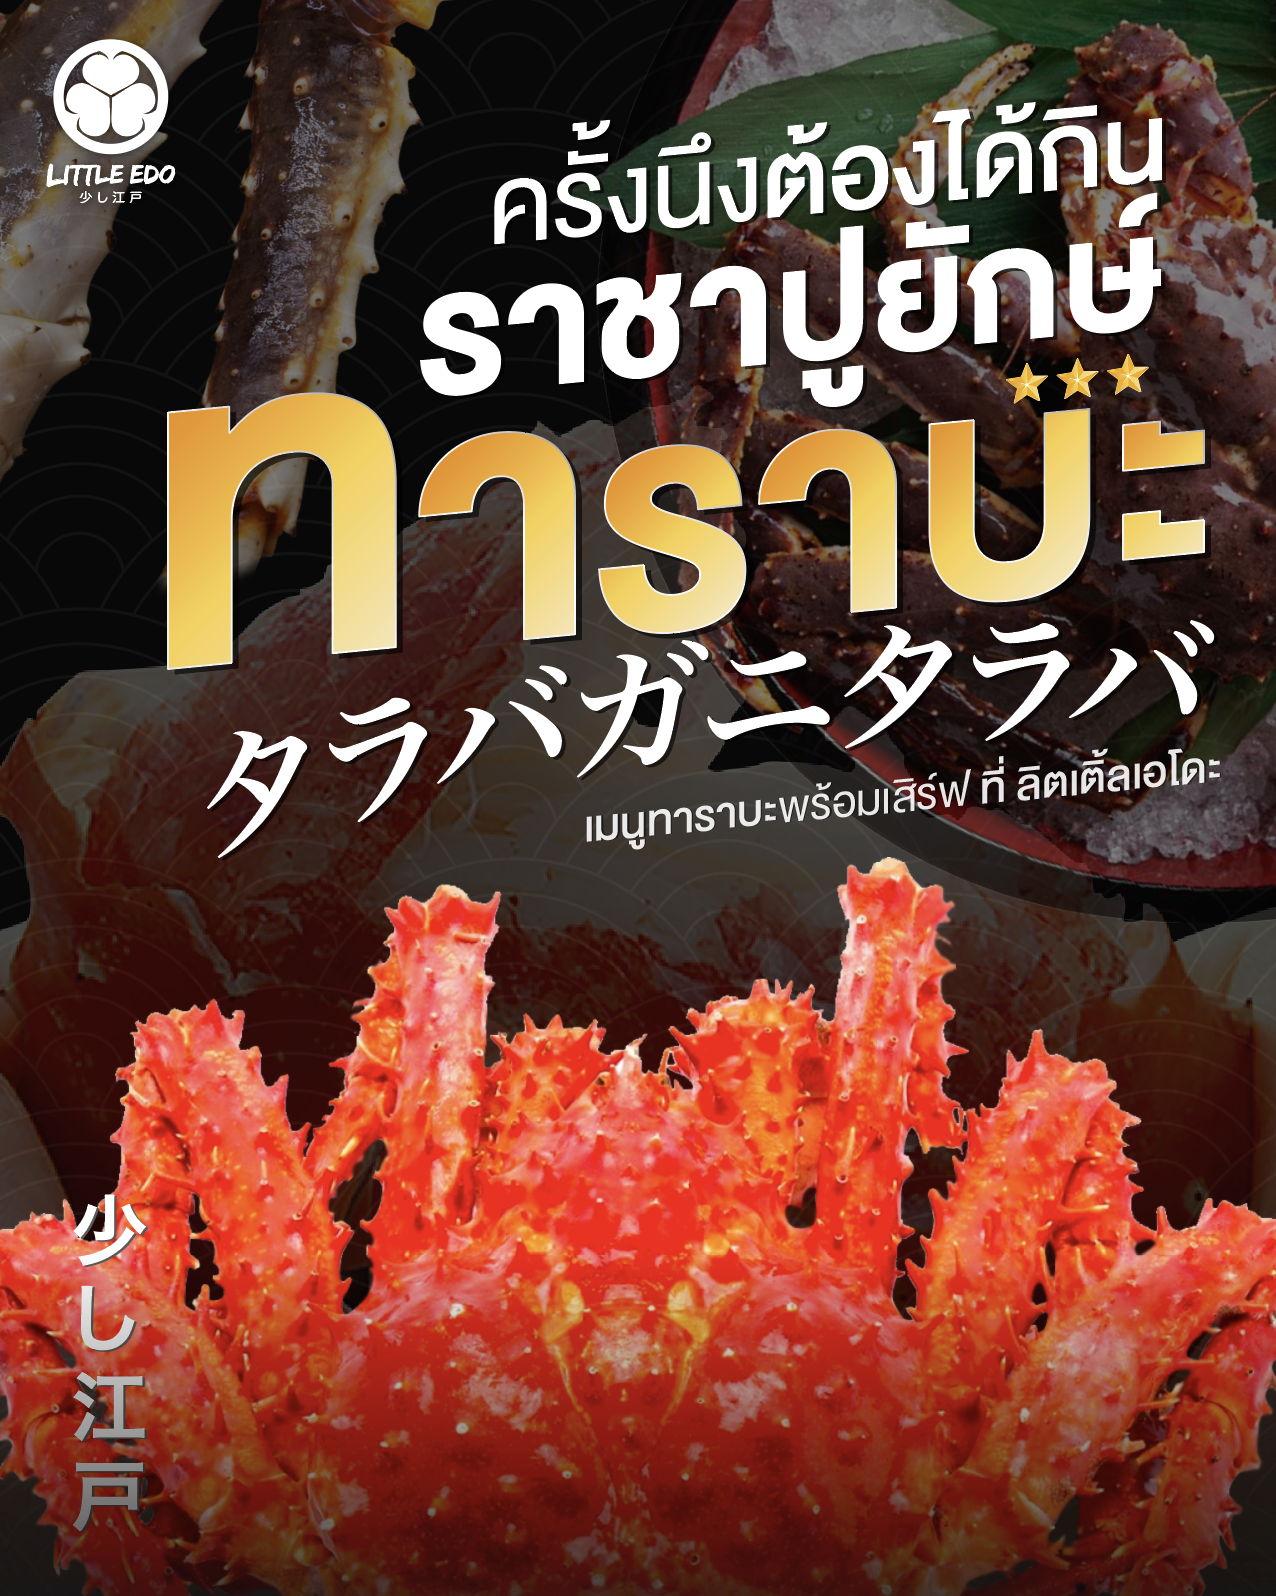 LITTLE EDO
少し江戸
ครั้งนึงต้องได้กิน
ราชาปูยักษ์
ทาราบะ
タラバガニタラバ
เมนูทาราบะพร้อมเสิร์ฟ ที่ ลิตเติ้ลเอโดะ
少し江戸